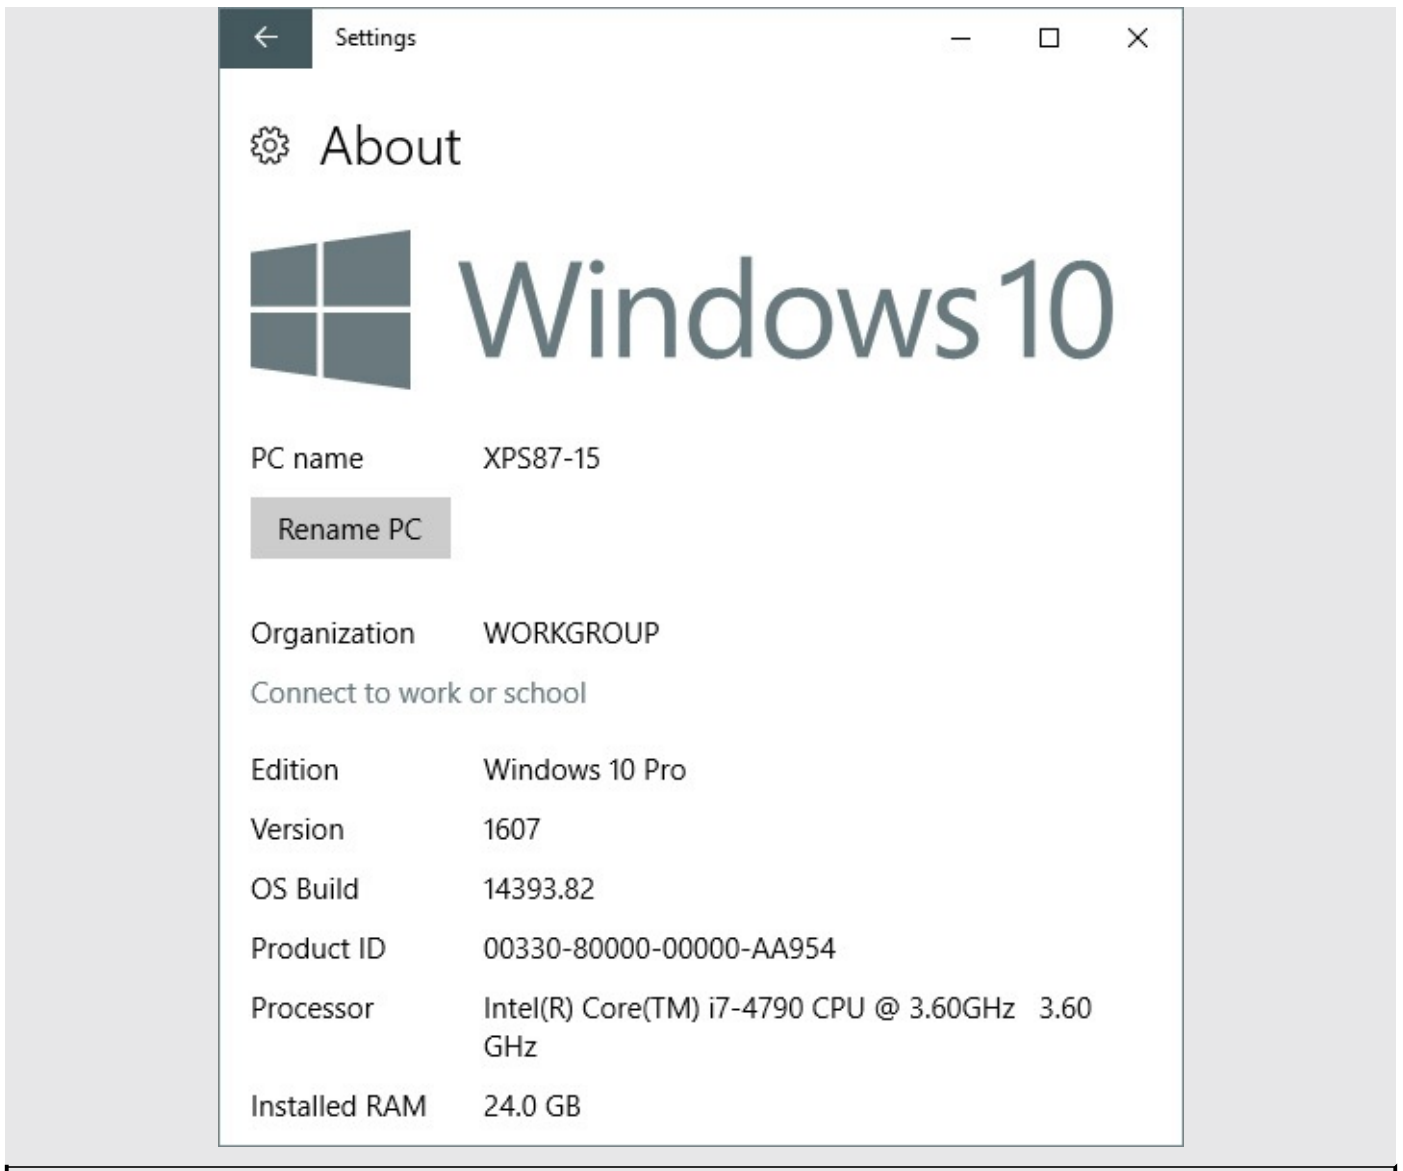 Settings
About
Windows 10
PC name XPS87-15
Rename PC
Organization WORKGROUP
Connect to work or school
Edition Windows 10 Pro
Version 1607
OS Build 14393.82
Product ID 00330-80000-00000-AA954
Processor Intel(R) Core(TM) i7-4790 CPU @ 3.60GHz 3.60
GHz
Installed RAM 24.0 GB